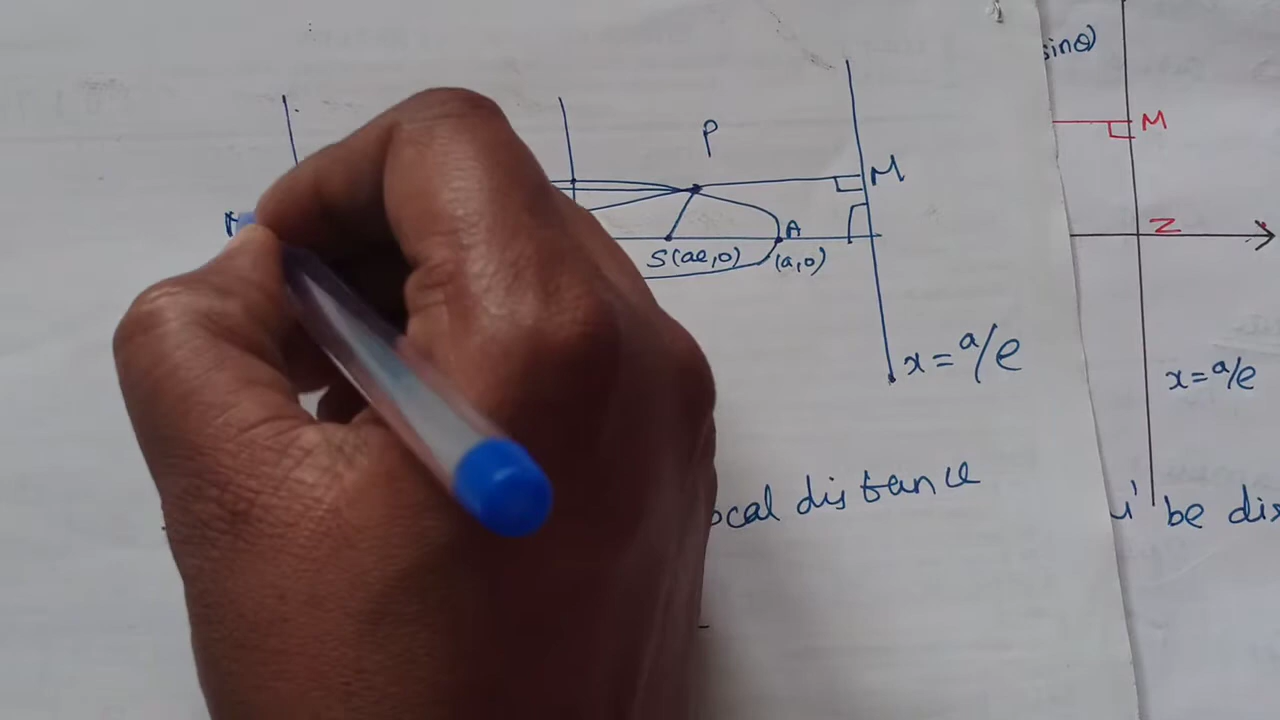 P
M
A
S(ae,0) (a,0)
x = a/e
ocal distance
sinθ)
M
Z
x=a/e
be dis